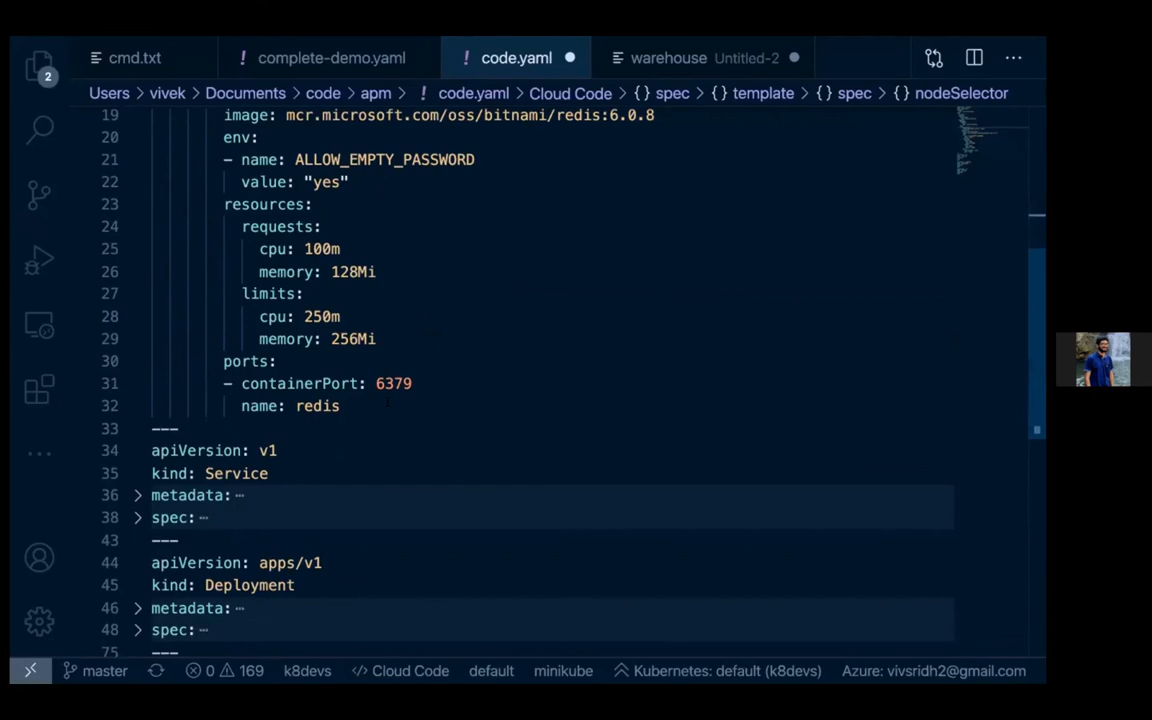 2
cmd.txt
! complete-demo.yaml
! code.yaml
warehouse Untitled-2
Users > vivek > Documents > code > apm > ! code.yaml > Cloud Code > {} spec > {} template > {} spec > {} nodeSelector
19 image: mcr.microsoft.com/oss/bitnami/redis:6.0.8
20 env:
21 - name: ALLOW_EMPTY_PASSWORD
22 value: "yes"
23 resources:
24 requests:
25 cpu: 100m
26 memory: 128Mi
27 limits:
28 cpu: 250m
29 memory: 256Mi
30 ports:
31 - containerPort: 6379
32 name: redis
33 ---
34 apiVersion: v1
35 kind: Service
36 > metadata: ...
38 > spec: ...
43 ---
44 apiVersion: apps/v1
45 kind: Deployment
46 > metadata: ...
48 > spec: ...
75 ---
master 0 169 k8devs </> Cloud Code default minikube Kubernetes: default (k8devs) Azure: vivsridh2@gmail.com